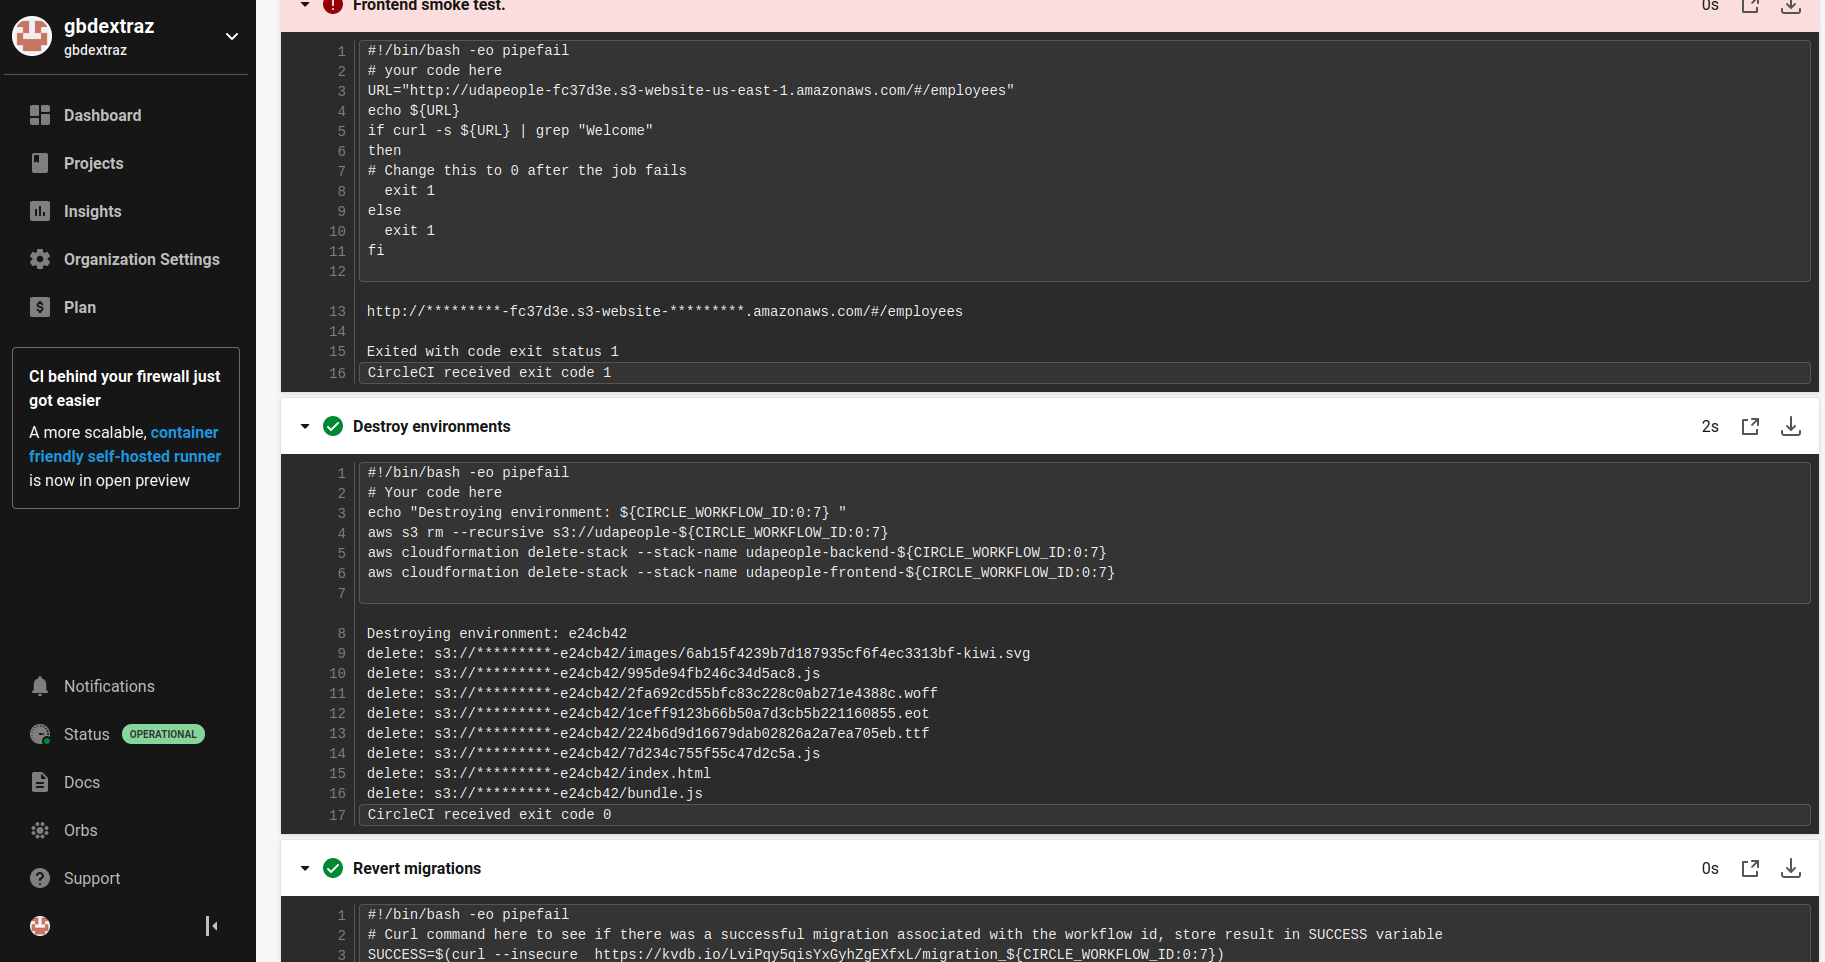 gbdextraz
gbdextraz
Dashboard
Projects
Insights
Organization Settings
Plan
CI behind your firewall just
got easier
A more scalable, container
friendly self-hosted runner
is now in open preview
Notifications
Status OPERATIONAL
Docs
Orbs
Support
Frontend smoke test. 0s
1 #!/bin/bash -eo pipefail
2 # your code here
3 URL="http://udapeople-fc37d3e.s3-website-us-east-1.amazonaws.com/#/employees"
4 echo ${URL}
5 if curl -s ${URL} | grep "Welcome"
6 then
7 # Change this to 0 after the job fails
8   exit 1
9 else
10   exit 1
11 fi
12
13 http://*********-fc37d3e.s3-website-*********.amazonaws.com/#/employees
14
15 Exited with code exit status 1
16 CircleCI received exit code 1
Destroy environments 2s
1 #!/bin/bash -eo pipefail
2 # Your code here
3 echo "Destroying environment: ${CIRCLE_WORKFLOW_ID:0:7} "
4 aws s3 rm --recursive s3://udapeople-${CIRCLE_WORKFLOW_ID:0:7}
5 aws cloudformation delete-stack --stack-name udapeople-backend-${CIRCLE_WORKFLOW_ID:0:7}
6 aws cloudformation delete-stack --stack-name udapeople-frontend-${CIRCLE_WORKFLOW_ID:0:7}
7
8 Destroying environment: e24cb42
9 delete: s3://*********-e24cb42/images/6ab15f4239b7d187935cf6f4ec3313bf-kiwi.svg
10 delete: s3://*********-e24cb42/995de94fb246c34d5ac8.js
11 delete: s3://*********-e24cb42/2fa692cd55bfc83c228c0ab271e4388c.woff
12 delete: s3://*********-e24cb42/1ceff9123b66b50a7d3cb5b221160855.eot
13 delete: s3://*********-e24cb42/224b6d9d16679dab02826a2a7ea705eb.ttf
14 delete: s3://*********-e24cb42/7d234c755f55c47d2c5a.js
15 delete: s3://*********-e24cb42/index.html
16 delete: s3://*********-e24cb42/bundle.js
17 CircleCI received exit code 0
Revert migrations 0s
1 #!/bin/bash -eo pipefail
2 # Curl command here to see if there was a successful migration associated with the workflow id, store result in SUCCESS variable
3 SUCCESS=$(curl --insecure  https://kvdb.io/LviPqy5qisYxGyhZgEXfxL/migration_${CIRCLE_WORKFLOW_ID:0:7})